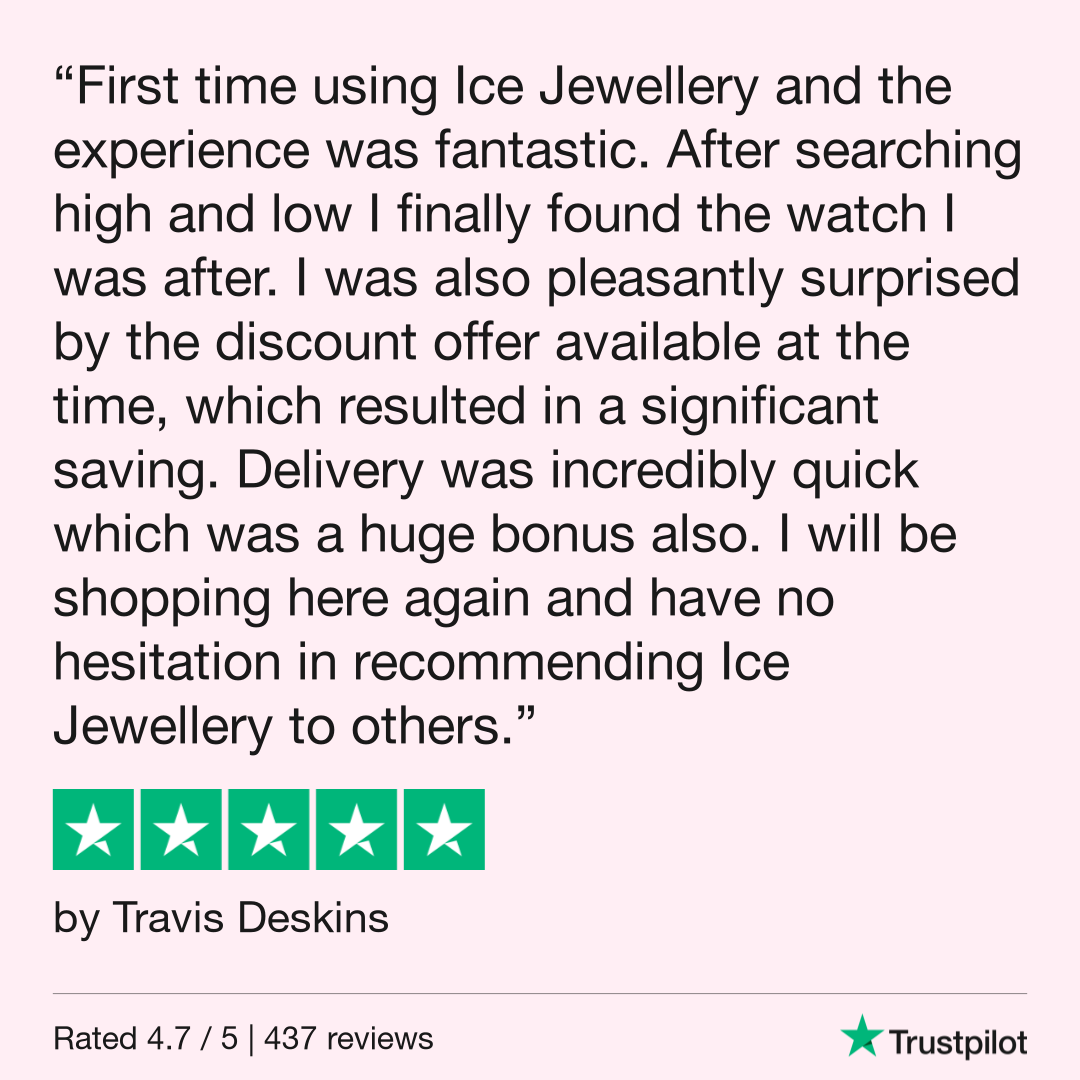 “First time using Ice Jewellery and the
experience was fantastic. After searching
high and low I finally found the watch I
was after. I was also pleasantly surprised
by the discount offer available at the
time, which resulted in a significant
saving. Delivery was incredibly quick
which was a huge bonus also. I will be
shopping here again and have no
hesitation in recommending Ice
Jewellery to others.”
by Travis Deskins
Rated 4.7 / 5 | 437 reviews
Trustpilot